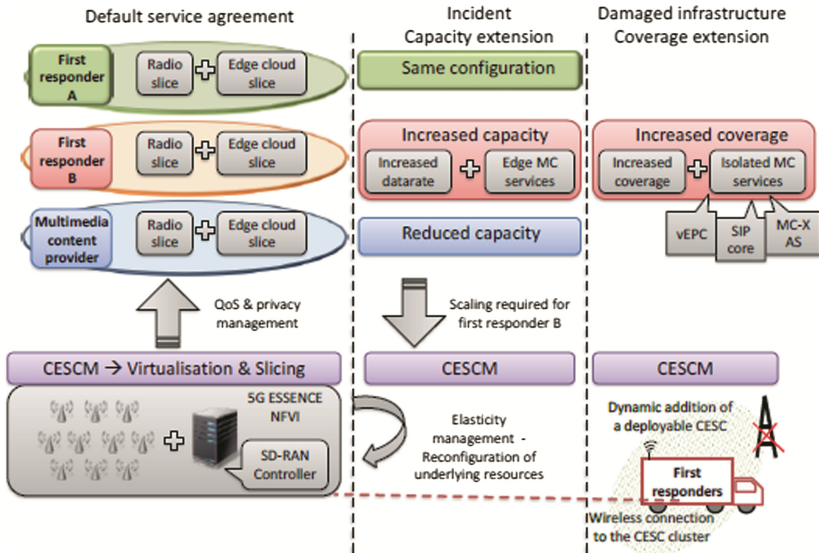 Default service agreement
First
responder
A
Radio
slice
Edge cloud
slice
First
responder
B
Radio
slice
Edge cloud
slice
Multimedia
content
provider
Radio
slice
Edge cloud
slice
QoS & privacy
management
CESCM → Virtualisation & Slicing
5G ESSENCE
NFVI
SD-RAN
Controller
Incident
Capacity extension
Same configuration
Increased capacity
Increased
datarate
Edge MC
services
Reduced capacity
Scaling required for
first responder B
CESCM
Elasticity
management -
Reconfiguration of
underlying resources
Damaged infrastructure
Coverage extension
Increased coverage
Increased
coverage
Isolated MC
services
vEPC
SIP
core
MC-X
AS
CESCM
Dynamic addition of
a deployable CESC
First
responders
Wireless connection
to the CESC cluster